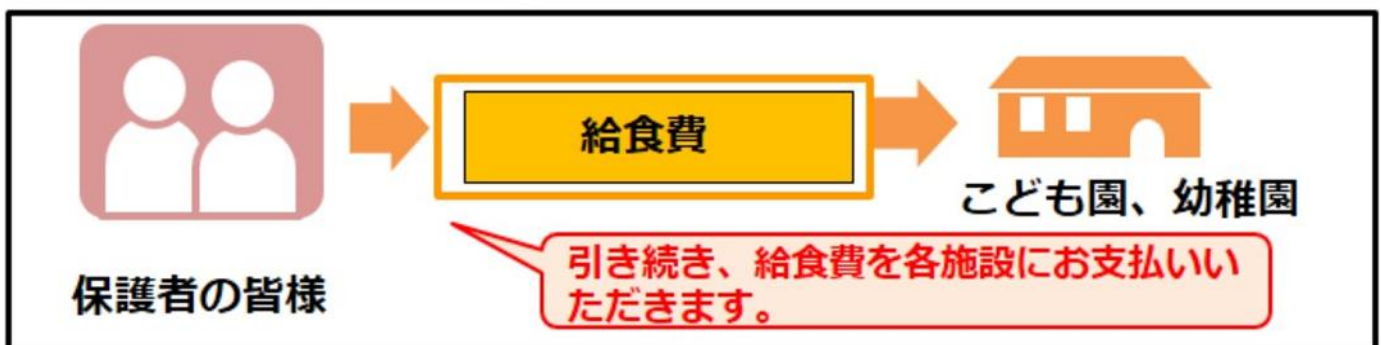 給食費
こども園、幼稚園
保護者の皆様
引き続き、給食費を各施設にお支払いい
ただきます。